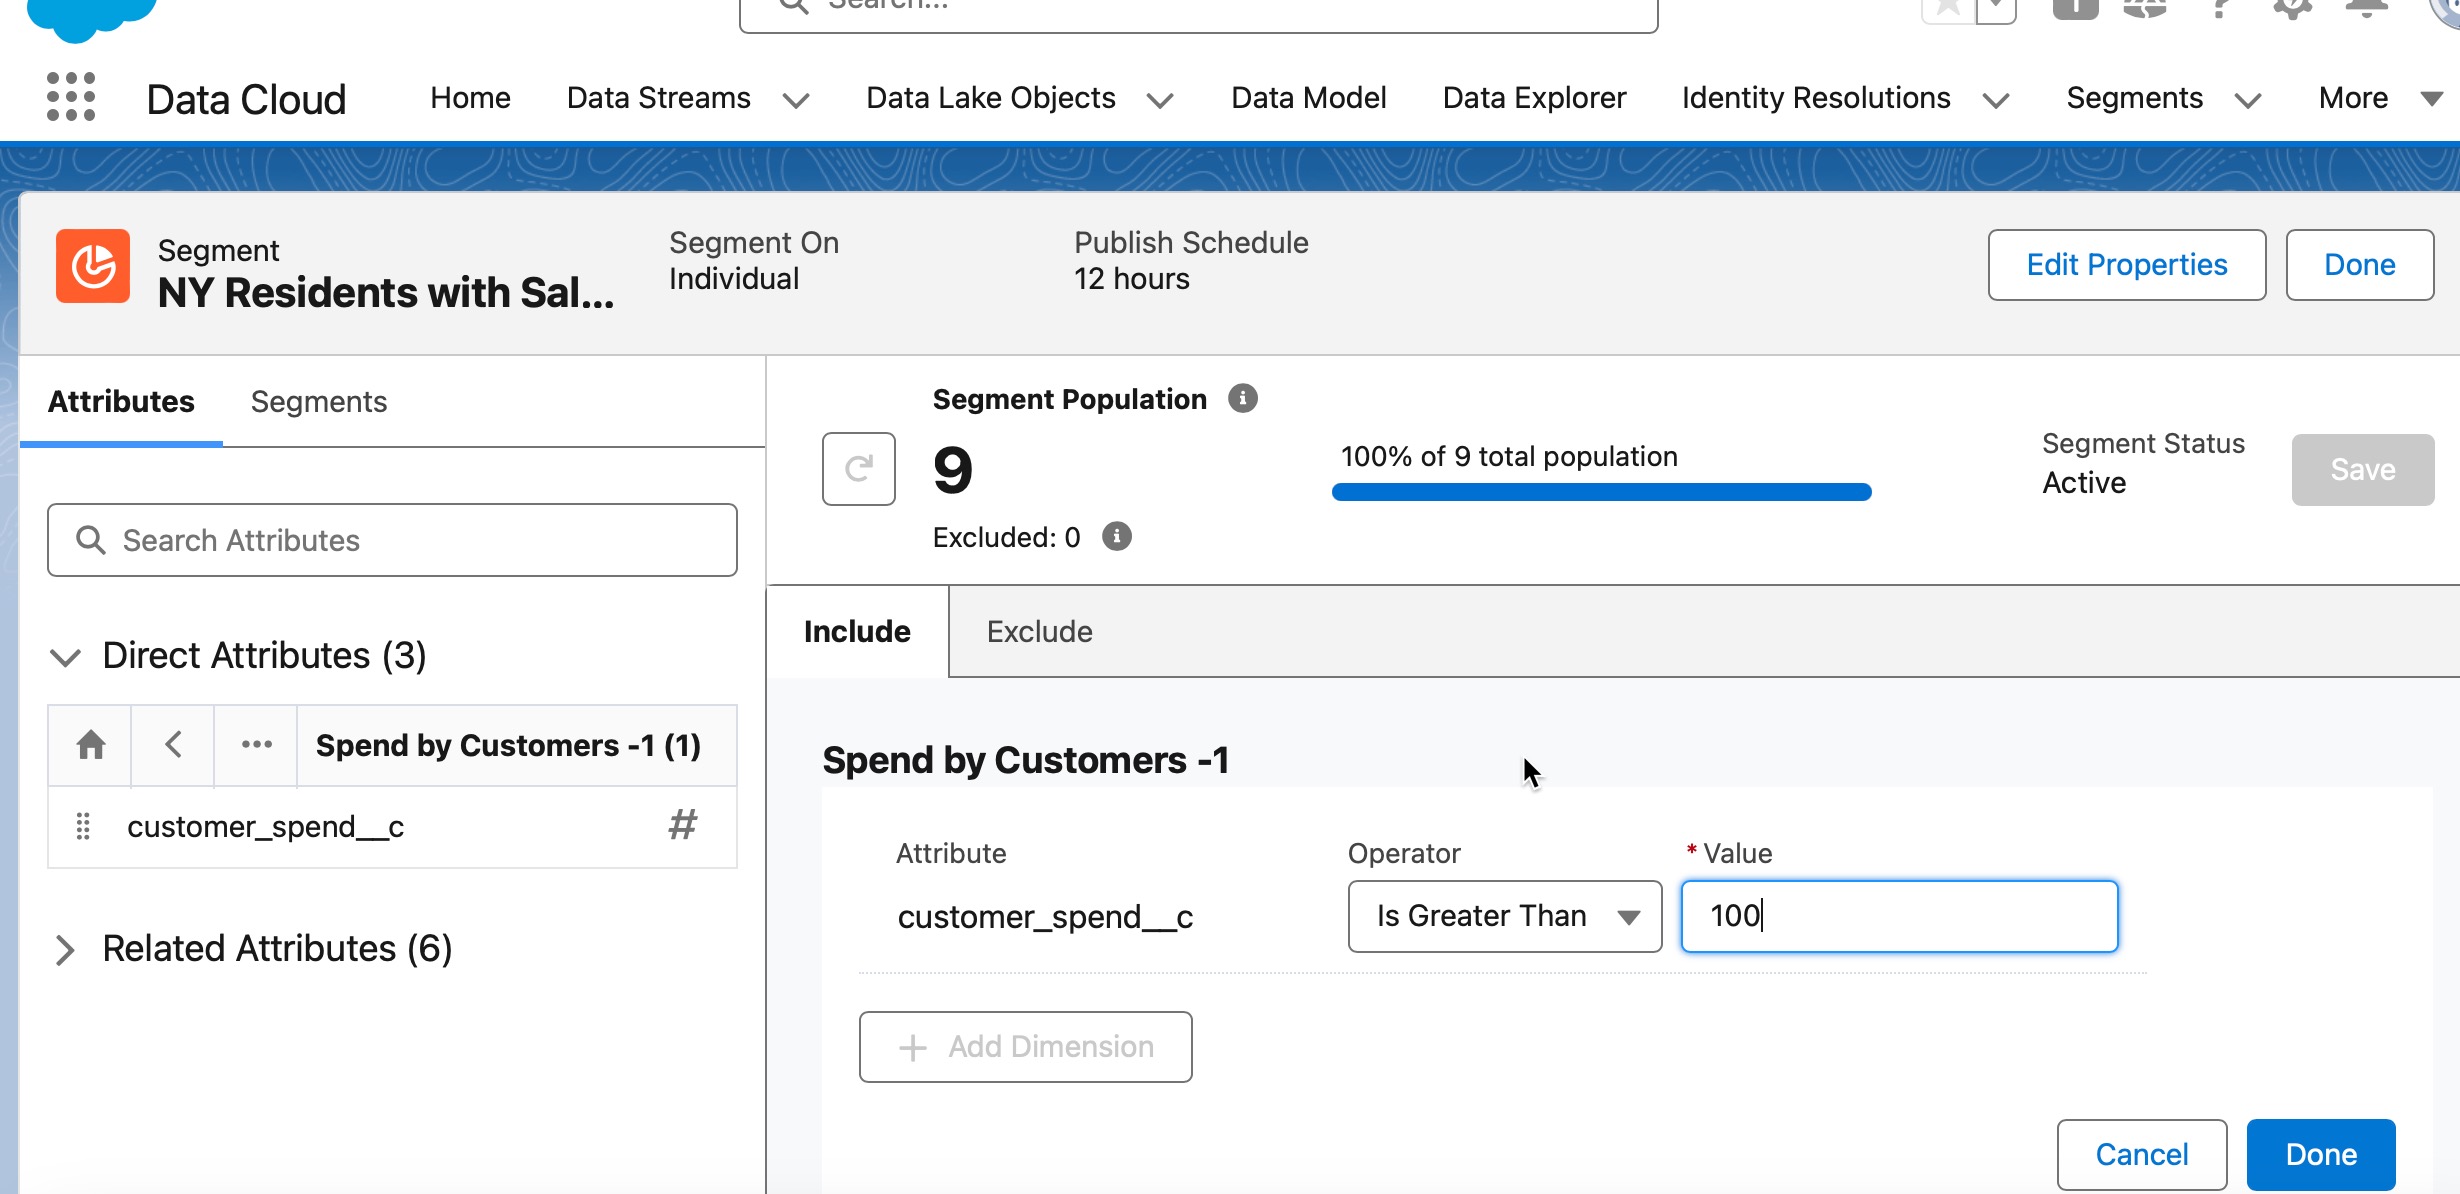 Search...
Data Cloud Home Data Streams Data Lake Objects Data Model Data Explorer Identity Resolutions Segments More
Segment
NY Residents with Sal...
Segment On
Individual
Publish Schedule
12 hours
Edit Properties
Done
Attributes Segments
Search Attributes
Direct Attributes (3)
Spend by Customers -1 (1)
customer_spend__c #
Related Attributes (6)
Segment Population
9
100% of 9 total population
Excluded: 0
Segment Status
Active
Save
Include Exclude
Spend by Customers -1
Attribute Operator * Value
customer_spend__c Is Greater Than 100
+ Add Dimension
Cancel Done